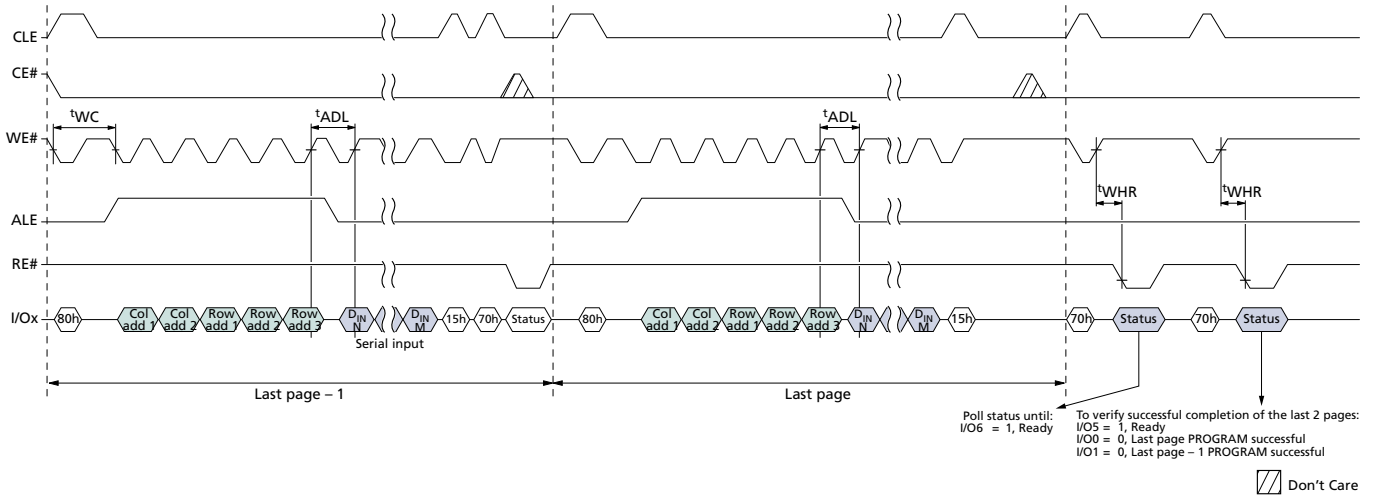 CLE
CE#
tWC
tADL
tADL
WE#
tWHR
tWHR
ALE
RE#
I/Ox
80h
Col add 1
Col add 2
Row add 1
Row add 2
Row add 3
DIN N
DIN M
15h
70h
Status
80h
Col add 1
Col add 2
Row add 1
Row add 2
Row add 3
DIN N
DIN M
15h
70h
Status
70h
Status
Serial input
Last page – 1
Last page
Poll status until:
I/O6 = 1, Ready
To verify successful completion of the last 2 pages:
I/O5 = 1, Ready
I/O0 = 0, Last page PROGRAM successful
I/O1 = 0, Last page – 1 PROGRAM successful
Don't Care